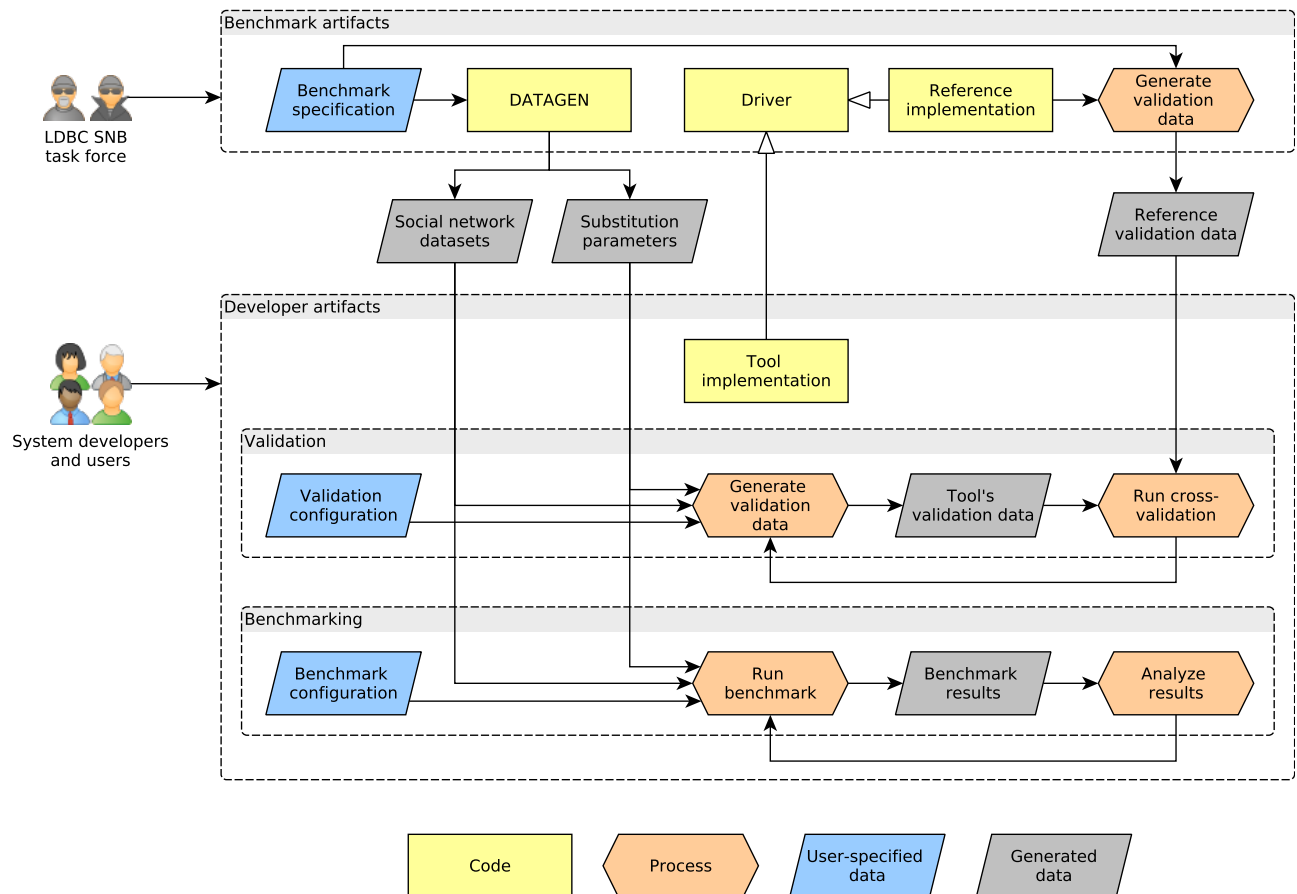 Benchmark artifacts
LDBC SNB
task force
Benchmark
specification
DATAGEN
Driver
Reference
implementation
Generate
validation
data
Social network
datasets
Substitution
parameters
Reference
validation data
Developer artifacts
System developers
and users
Tool
implementation
Validation
Validation
configuration
Generate
validation
data
Tool's
validation data
Run cross-
validation
Benchmarking
Benchmark
configuration
Run
benchmark
Benchmark
results
Analyze
results
Code
Process
User-specified
data
Generated
data